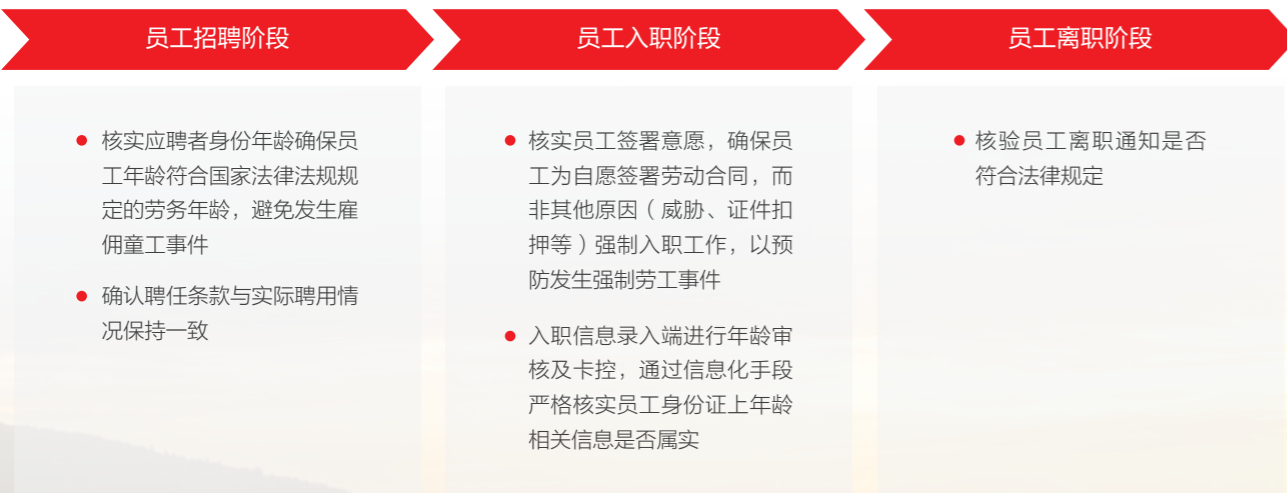 员工招聘阶段
核实应聘者身份年龄确保员
工年龄符合国家法律法规规
定的劳务年龄，避免发生雇
佣童工事件
确认聘任条款与实际聘用情
况保持一致
员工入职阶段
核实员工签署意愿，确保员
工为自愿签署劳动合同，而
非其他原因（威胁、证件扣
押等）强制入职工作，以预
防发生强制劳工事件
入职信息录入端进行年龄审
核及卡控，通过信息化手段
严格核实员工身份证上年龄
相关信息是否属实
员工离职阶段
核验员工离职通知是否
符合法律规定